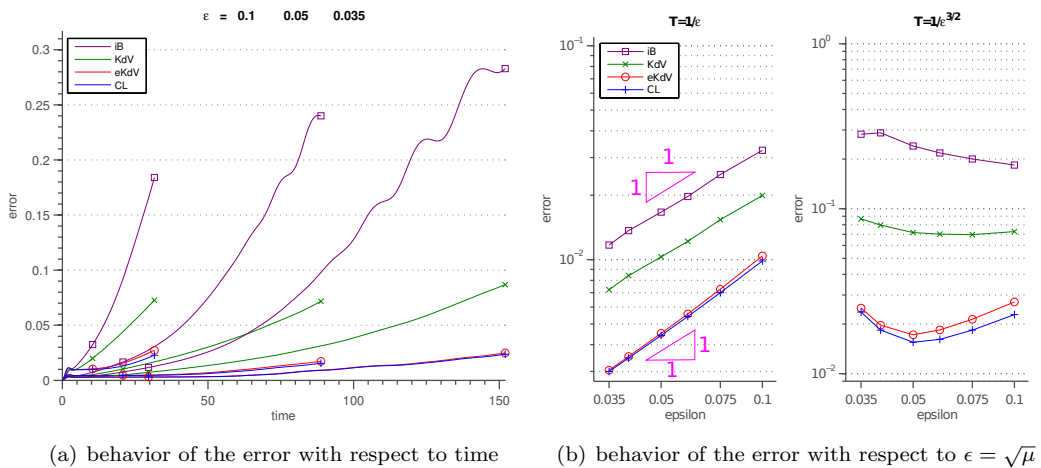 ε = 0.1 0.05 0.035
0.3
0.25
0.2
0.15
0.1
0.05
0
error
iB
KdV
eKdV
CL
0 50 100 150
time
(a) behavior of the error with respect to time
T=1/ε
10⁻¹
10⁻²
error
iB
KdV
eKdV
CL
1
1
1
1
0.035 0.05 0.075 0.1
epsilon
T=1/ε^3/2
10⁰
10⁻¹
10⁻²
error
0.035 0.05 0.075 0.1
epsilon
(b) behavior of the error with respect to ϵ = √μ